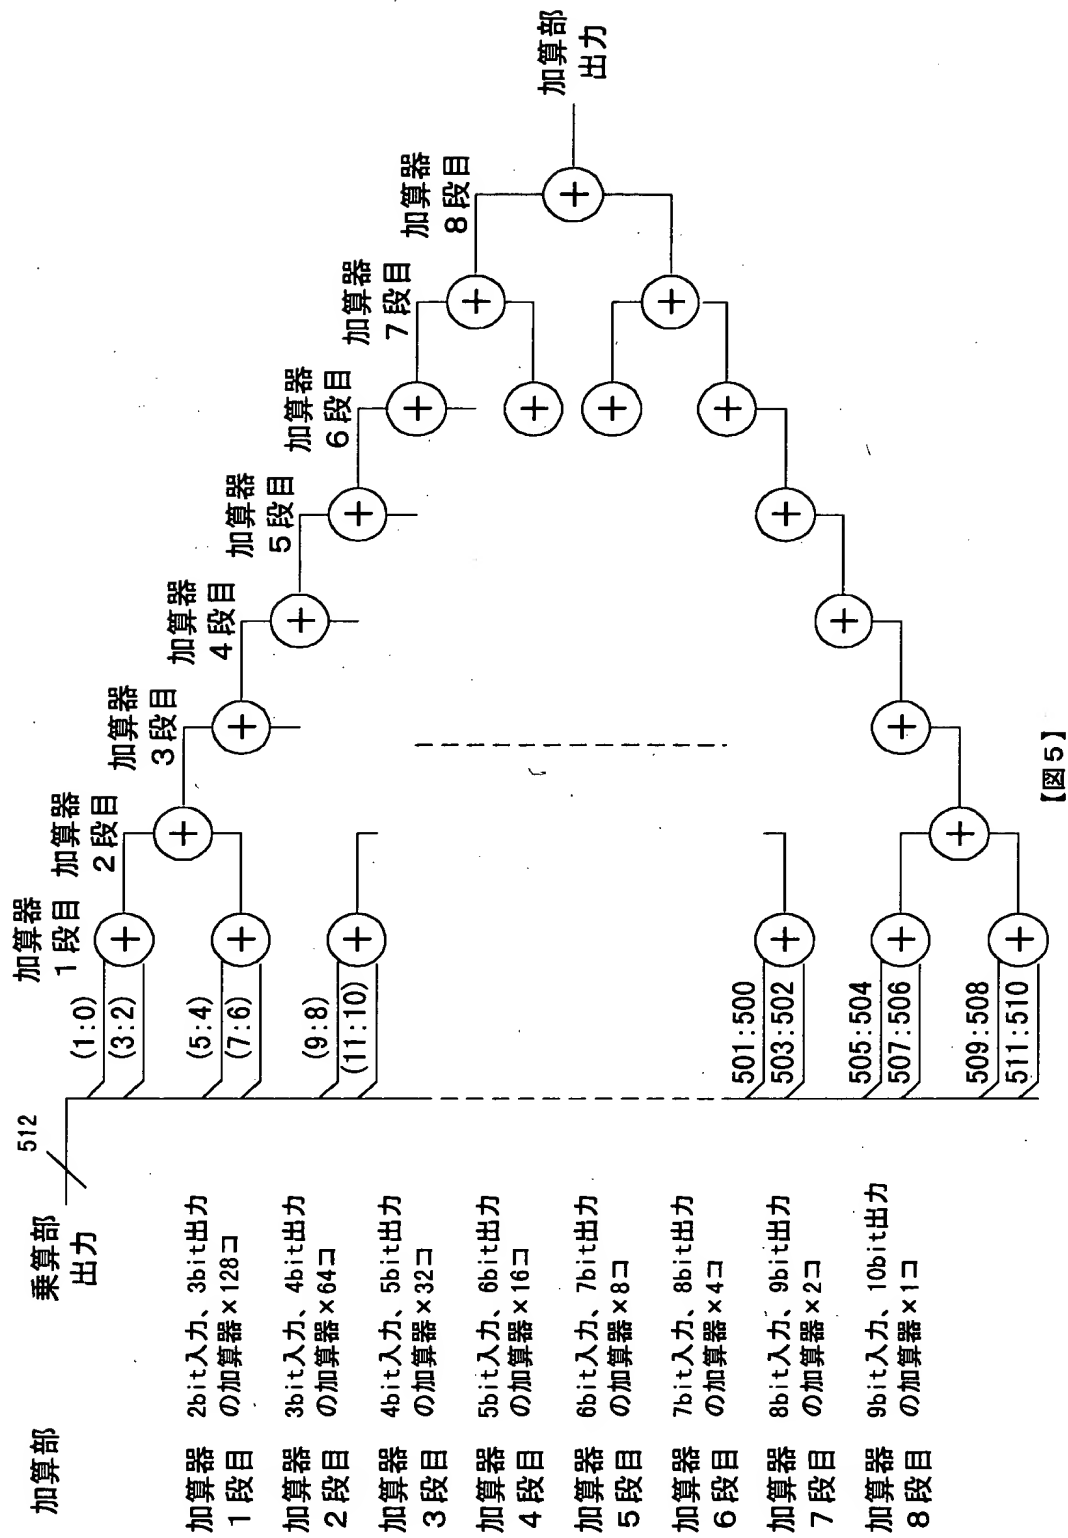 加算部
乗算部
出力
512
加算器
1段目
2bit入力、3bit出力
の加算器×128コ
加算器
2段目
3bit入力、4bit出力
の加算器×64コ
加算器
3段目
4bit入力、5bit出力
の加算器×32コ
加算器
4段目
5bit入力、6bit出力
の加算器×16コ
加算器
5段目
6bit入力、7bit出力
の加算器×8コ
加算器
6段目
7bit入力、8bit出力
の加算器×4コ
加算器
7段目
8bit入力、9bit出力
の加算器×2コ
加算器
8段目
9bit入力、10bit出力
の加算器×1コ
(1:0)
(3:2)
(5:4)
(7:6)
(9:8)
(11:10)
501:500
503:502
505:504
507:506
509:508
511:510
加算器
1段目
加算器
2段目
加算器
3段目
加算器
4段目
加算器
5段目
加算器
6段目
加算器
7段目
加算器
8段目
加算部
出力
【図5】